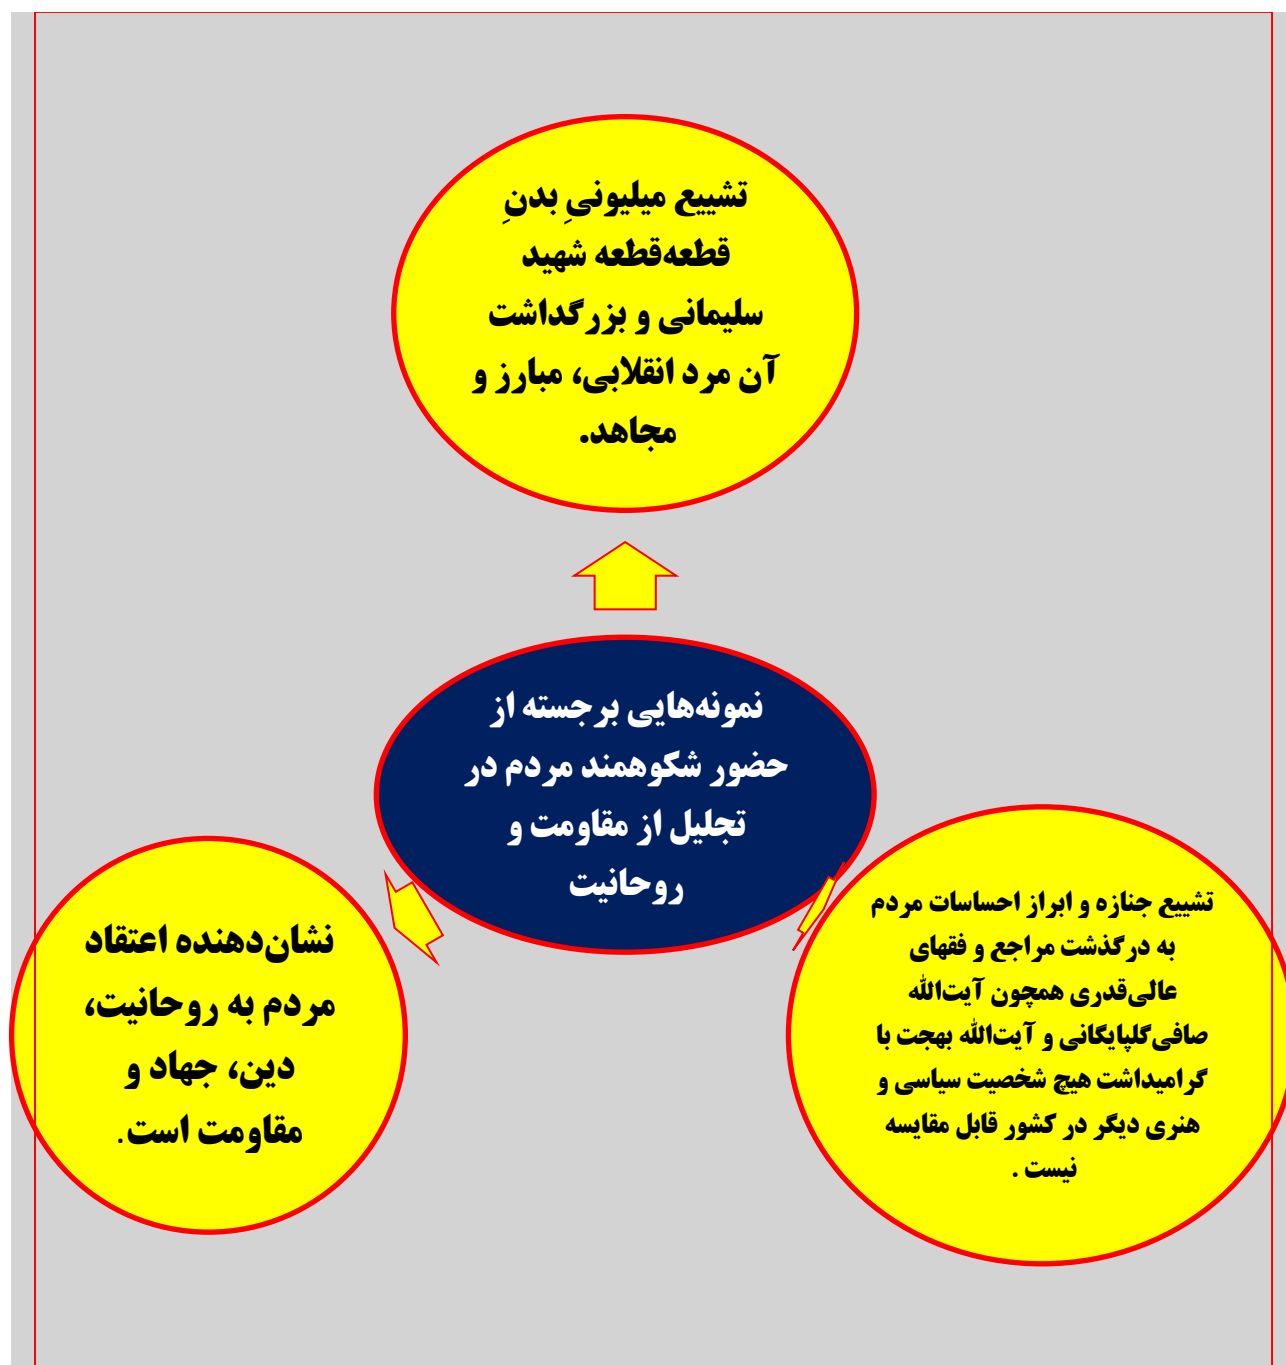 تشییع میلیونیِ بدنِ
قطعه‌قطعه شهید
سلیمانی و بزرگداشت
آن مرد انقلابی، مبارز و
مجاهد.
نمونه‌هایی برجسته از
حضور شکوهمند مردم در
تجلیل از مقاومت و
روحانیت
تشییع جنازه و ابراز احساسات مردم
به درگذشت مراجع و فقهای
عالی‌قدری همچون آیت‌الله
صافی‌گلپایگانی و آیت‌الله بهجت با
گرامیداشت هیچ شخصیت سیاسی و
هنری دیگر در کشور قابل مقایسه
نیست .
نشان‌دهنده اعتقاد
مردم به روحانیت،
دین، جهاد و
مقاومت است.